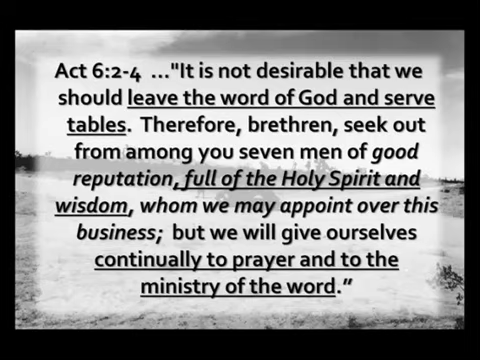 Act 6:2-4 ..."It is not desirable that we
should leave the word of God and serve
tables. Therefore, brethren, seek out
from among you seven men of good
reputation, full of the Holy Spirit and
wisdom, whom we may appoint over this
business; but we will give ourselves
continually to prayer and to the
ministry of the word.”